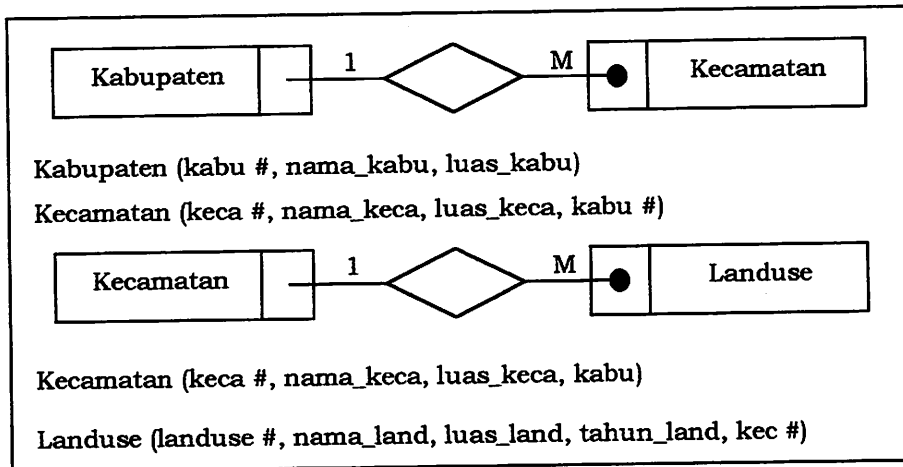 Kabupaten 1 M Kecamatan
Kabupaten (kabu #, nama_kabu, luas_kabu)
Kecamatan (keca #, nama_keca, luas_keca, kabu #)
Kecamatan 1 M Landuse
Kecamatan (keca #, nama_keca, luas_keca, kabu)
Landuse (landuse #, nama_land, luas_land, tahun_land, kec #)